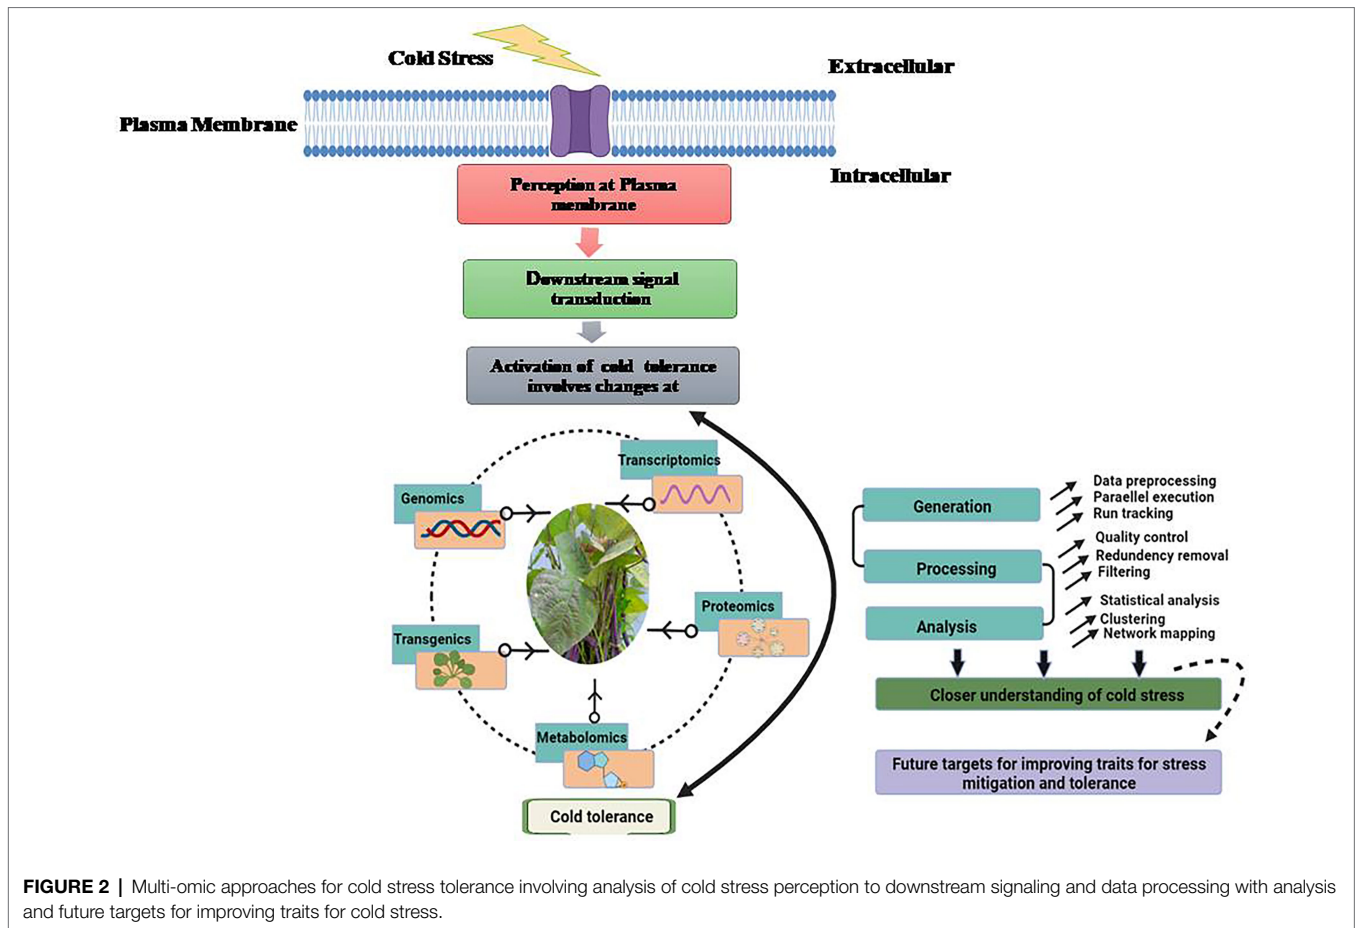 Cold Stress
Extracellular
Plasma Membrane
Intracellular
Perception at Plasma
membrane
Downstream signal
transduction
Activation of cold tolerance
involves changes at
Transcriptomics
Genomics
Proteomics
Transgenics
Metabolomics
Cold tolerance
Generation
Data preprocessing
Paraellel execution
Run tracking
Processing
Quality control
Redundency removal
Filtering
Analysis
Statistical analysis
Clustering
Network mapping
Closer understanding of cold stress
Future targets for improving traits for stress
mitigation and tolerance
FIGURE 2 | Multi-omic approaches for cold stress tolerance involving analysis of cold stress perception to downstream signaling and data processing with analysis
and future targets for improving traits for cold stress.